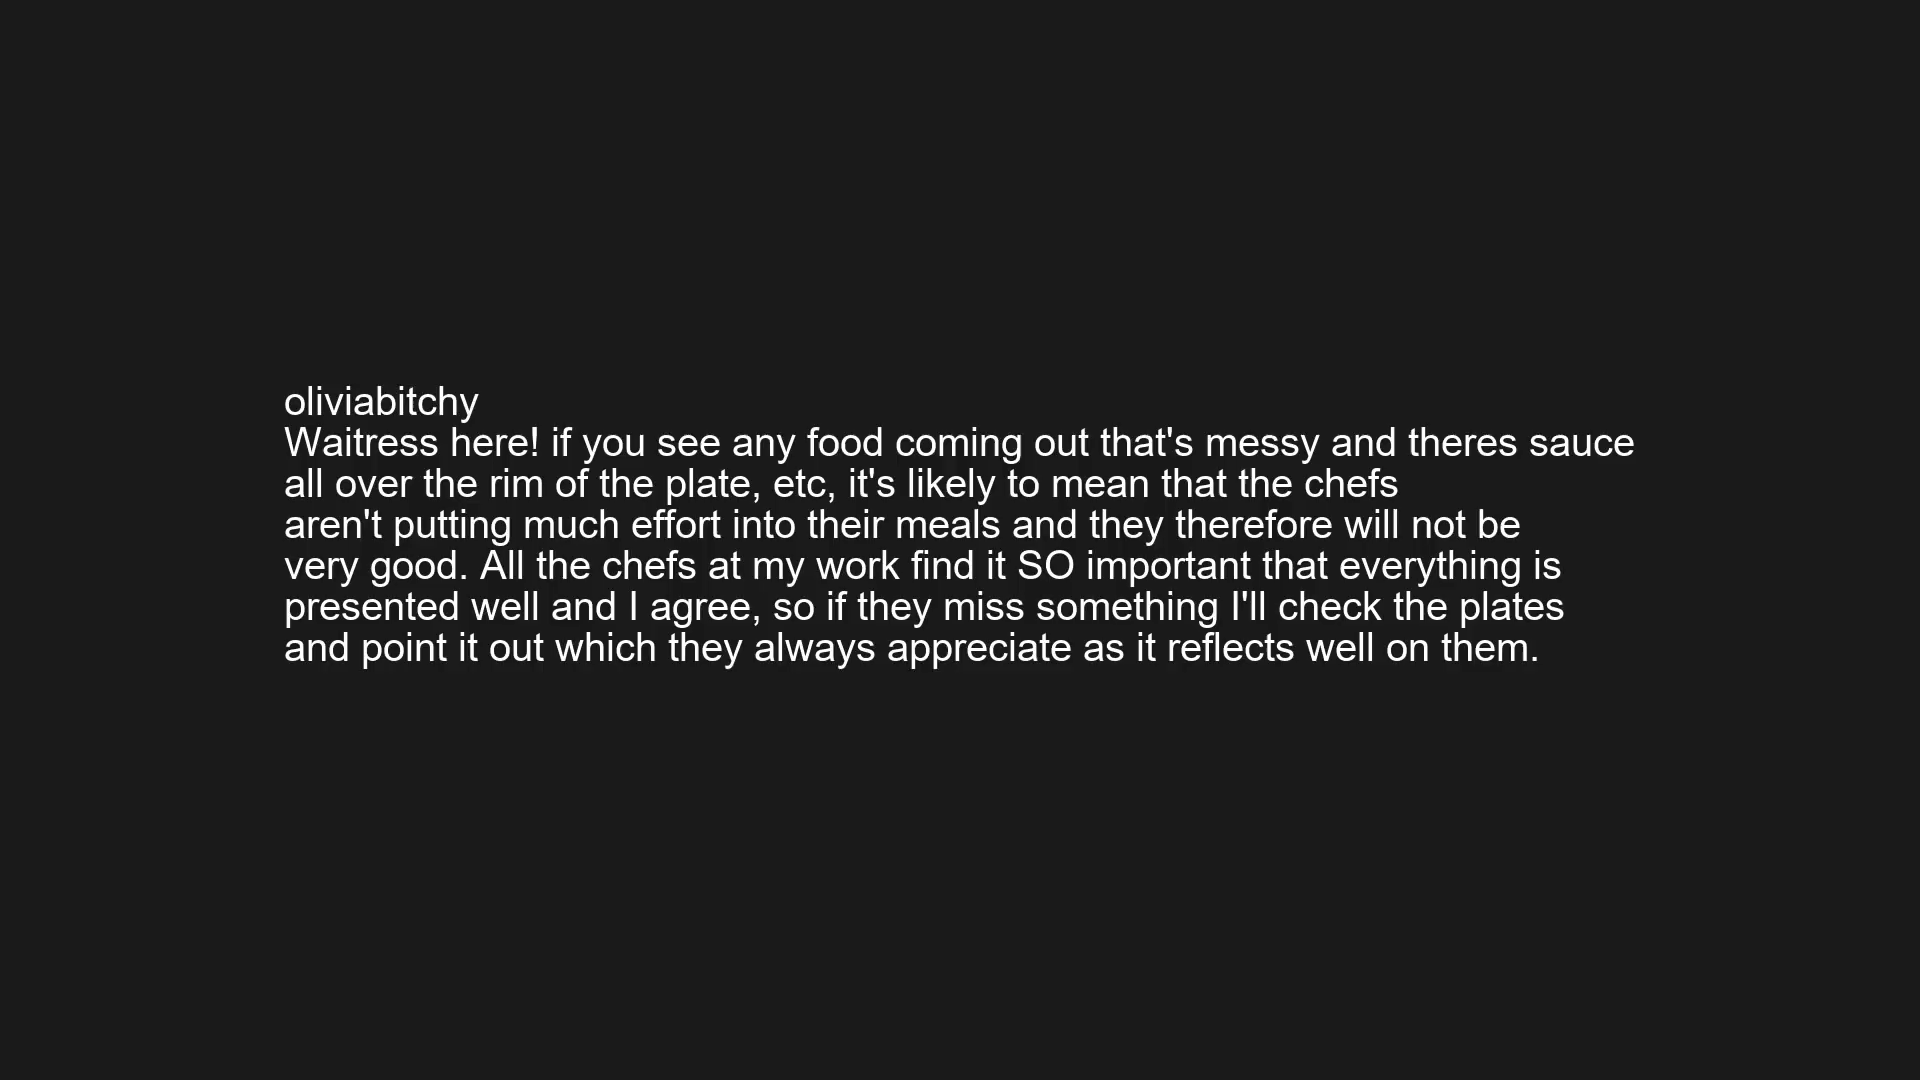 oliviabitchy
Waitress here! if you see any food coming out that's messy and theres sauce
all over the rim of the plate, etc, it's likely to mean that the chefs
aren't putting much effort into their meals and they therefore will not be
very good. All the chefs at my work find it SO important that everything is
presented well and I agree, so if they miss something I'll check the plates
and point it out which they always appreciate as it reflects well on them.